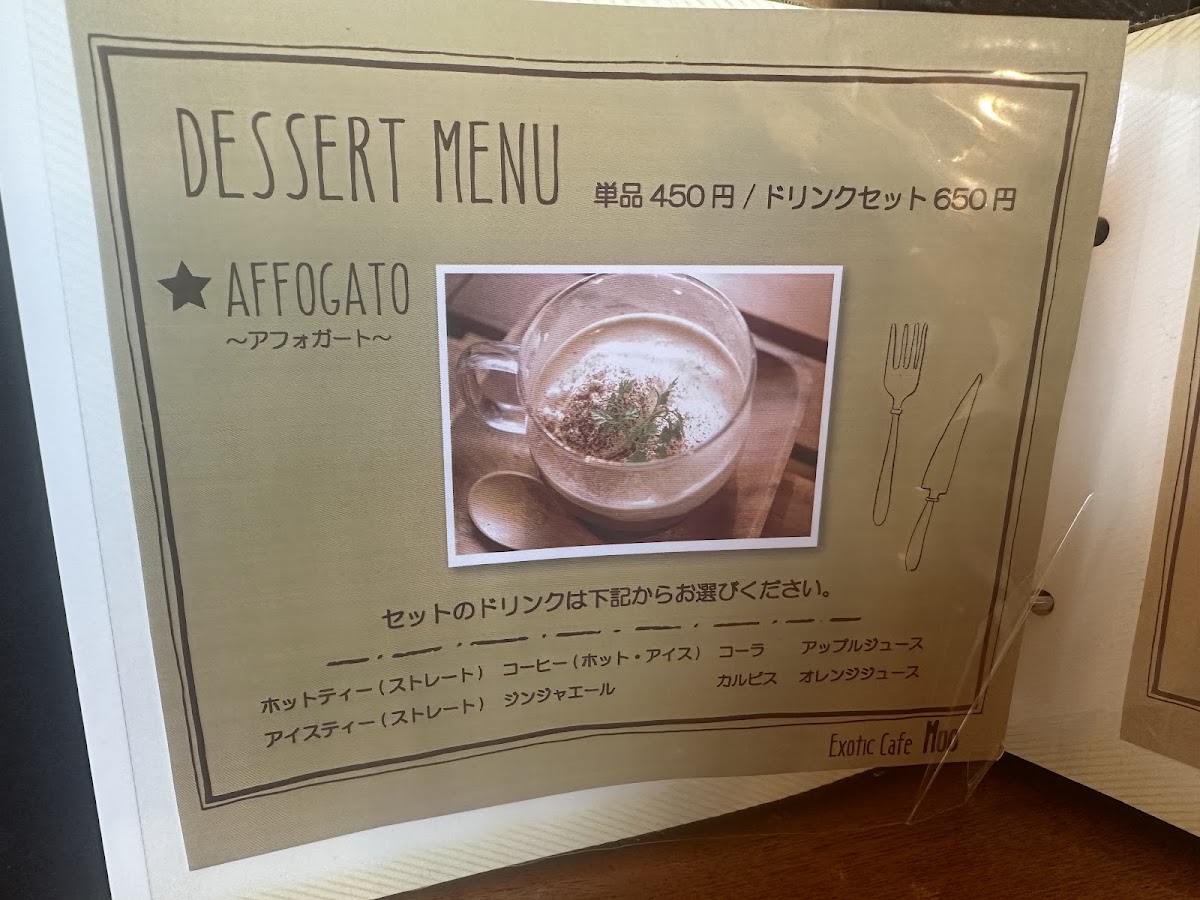 DESSERT MENU 単品 450 円 / ドリンクセット 650 円
★ AFFOGATO
〜アフォガート〜
セットのドリンクは下記からお選びください。
ホットティー(ストレート) コーヒー(ホット・アイス) コーラ アップルジュース
アイスティー(ストレート) ジンジャエール カルピス オレンジジュース
Exotic Cafe Moo